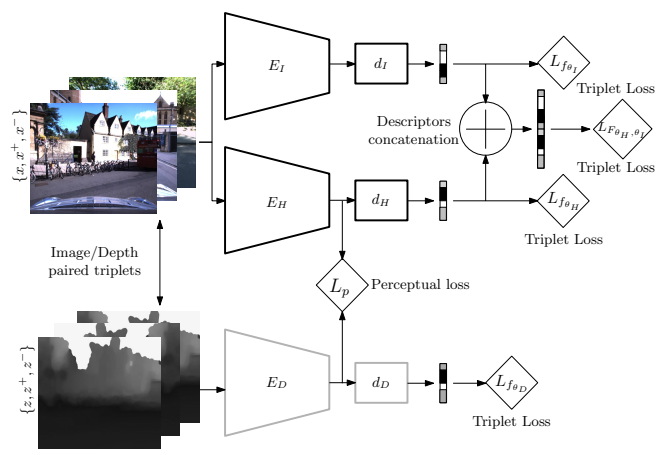 E_I
d_I
L_{f_{θ_I}}
Triplet Loss
{x, x⁺, x⁻}
Descriptors
concatenation
L_{F_{θ_H,θ_I}}
Triplet Loss
E_H
d_H
L_{f_{θ_H}}
Triplet Loss
Image/Depth
paired triplets
L_p
Perceptual loss
{z, z⁺, z⁻}
E_D
d_D
L_{f_{θ_D}}
Triplet Loss